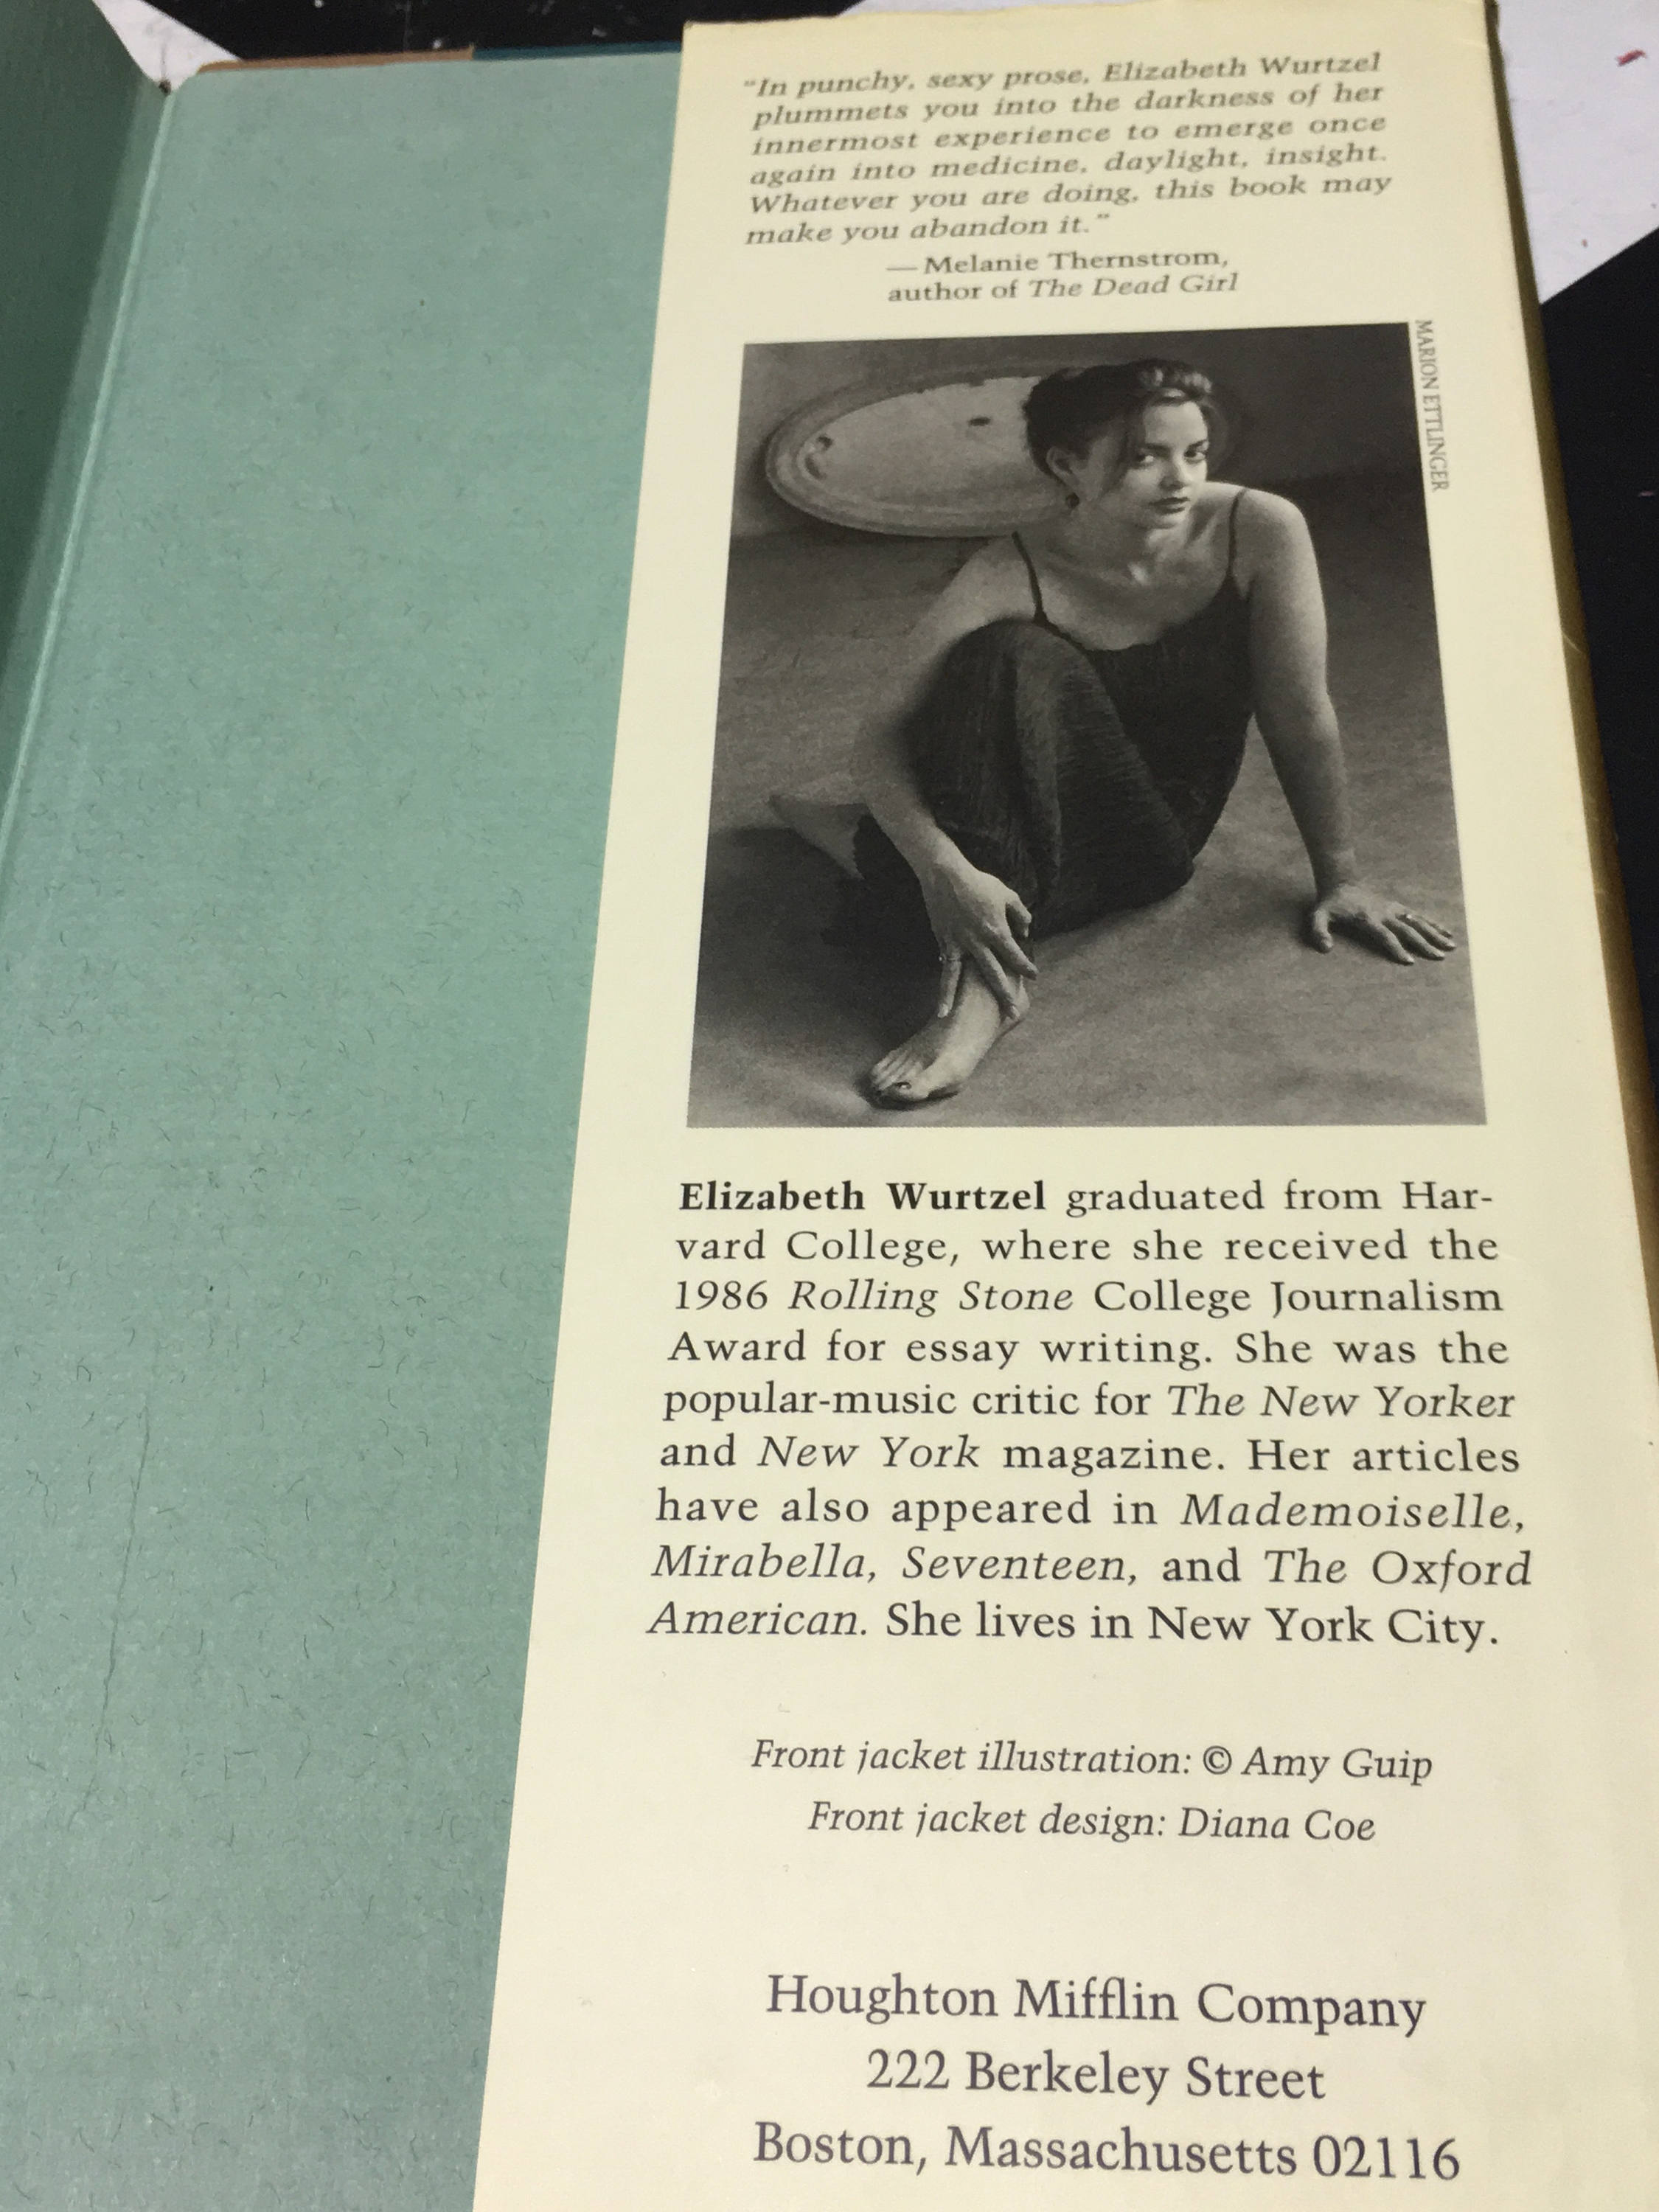 “In punchy, sexy prose, Elizabeth Wurtzel
plummets you into the darkness of her
innermost experience to emerge once
again into medicine, daylight, insight.
Whatever you are doing, this book may
make you abandon it.”
—Melanie Thernstrom,
author of The Dead Girl
MARION ETTLINGER
Elizabeth Wurtzel graduated from Har-
vard College, where she received the
1986 Rolling Stone College Journalism
Award for essay writing. She was the
popular-music critic for The New Yorker
and New York magazine. Her articles
have also appeared in Mademoiselle,
Mirabella, Seventeen, and The Oxford
American. She lives in New York City.
Front jacket illustration: © Amy Guip
Front jacket design: Diana Coe
Houghton Mifflin Company
222 Berkeley Street
Boston, Massachusetts 02116